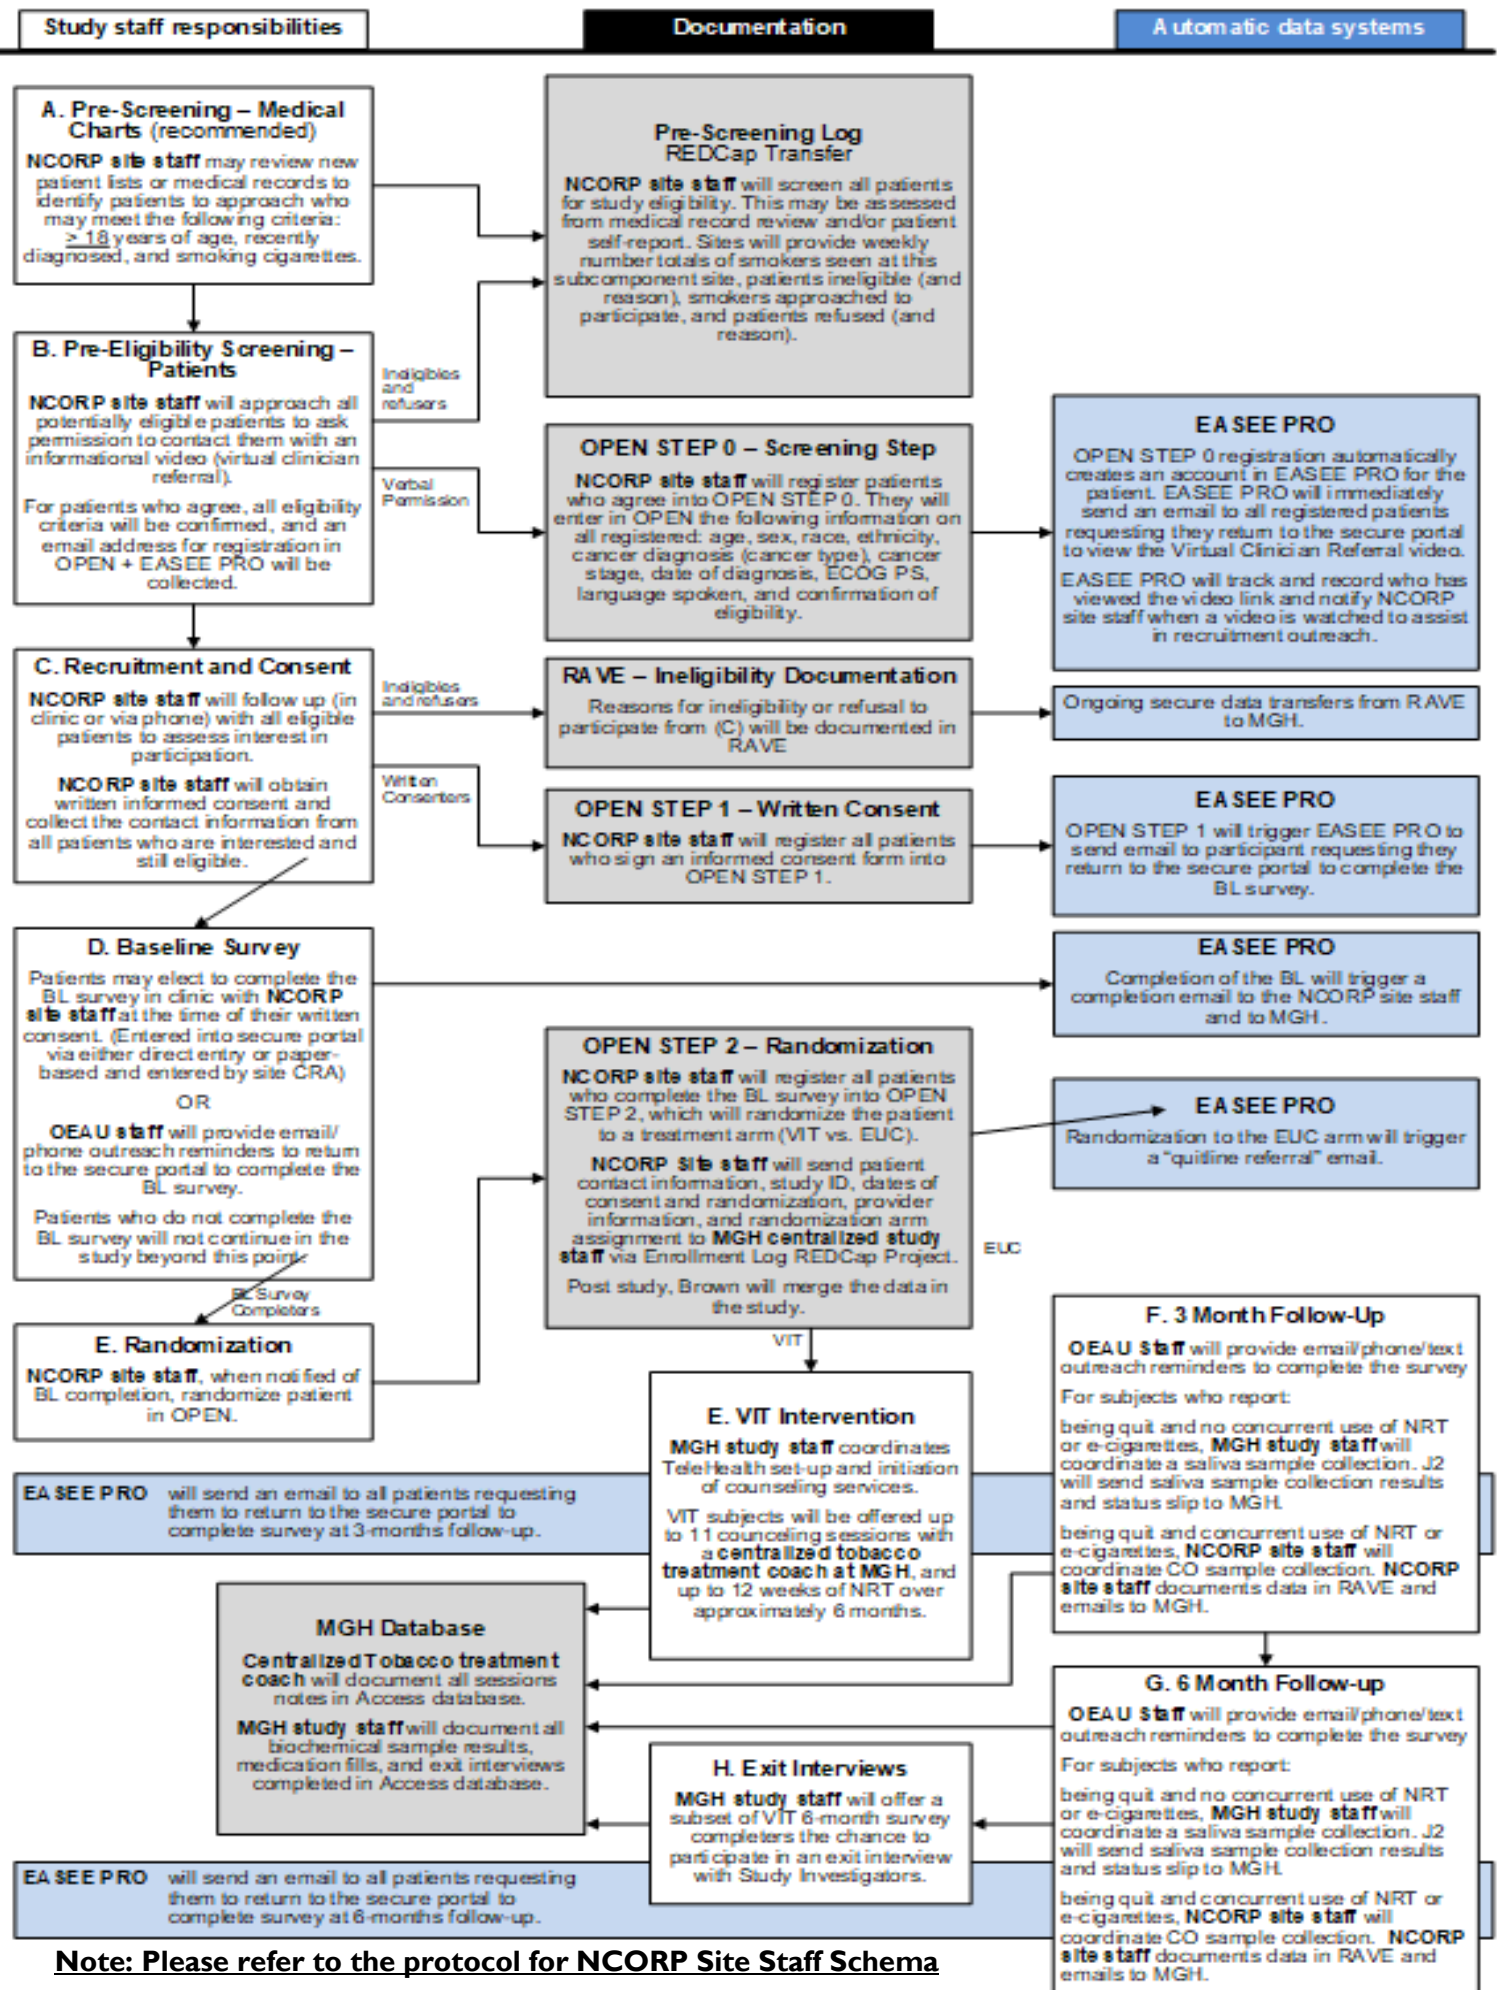 Study staff responsibilities
Documentation
Automatic data systems
A. Pre-Screening – Medical
Charts (recommended)
NCORP site staff may review new
patient lists or medical records to
identify patients to approach who
may meet the following criteria:
> 18 years of age, recently
diagnosed, and smoking cigarettes.
Pre-Screening Log
REDCap Transfer
NCORP site staff will screen all patients
for study eligibility. This may be assessed
from medical record review and/or patient
self-report. Sites will provide weekly
number totals of smokers seen at this
subcomponent site, patients ineligible (and
reason), smokers approached to
participate, and patients refused (and
reason).
B. Pre-Eligibility Screening –
Patients
NCORP site staff will approach all
potentially eligible patients to ask
permission to contact them with an
informational video (virtual clinician
referral).
For patients who agree, all eligibility
criteria will be confirmed, and an
email address for registration in
OPEN + EASEE PRO will be
collected.
Ineligibles
and
refusers
Verbal
Permission
OPEN STEP 0 – Screening Step
NCORP site staff will register patients
who agree into OPEN STEP 0. They will
enter in OPEN the following information on
all registered: age, sex, race, ethnicity,
cancer diagnosis (cancer type), cancer
stage, date of diagnosis, ECOG PS,
language spoken, and confirmation of
eligibility.
EASEE PRO
OPEN STEP 0 registration automatically
creates an account in EASEE PRO for the
patient. EASEE PRO will immediately
send an email to all registered patients
requesting they return to the secure portal
to view the Virtual Clinician Referral video.
EASEE PRO will track and record who has
viewed the video link and notify NCORP
site staff when a video is watched to assist
in recruitment outreach.
C. Recruitment and Consent
NCORP site staff will follow up (in
clinic or via phone) with all eligible
patients to assess interest in
participation.
NCORP site staff will obtain
written informed consent and
collect the contact information from
all patients who are interested and
still eligible.
Ineligibles
and refusers
Written
Consenters
RAVE – Ineligibility Documentation
Reasons for ineligibility or refusal to
participate from (C) will be documented in
RAVE
Ongoing secure data transfers from RAVE
to MGH.
OPEN STEP 1 – Written Consent
NCORP site staff will register all patients
who sign an informed consent form into
OPEN STEP 1.
EASEE PRO
OPEN STEP 1 will trigger EASEE PRO to
send email to participant requesting they
return to the secure portal to complete the
BL survey.
D. Baseline Survey
Patients may elect to complete the
BL survey in clinic with NCORP
site staff at the time of their written
consent. (Entered into secure portal
via either direct entry or paper-
based and entered by site CRA)
OR
OEAU staff will provide email/
phone outreach reminders to return
to the secure portal to complete the
BL survey.
Patients who do not complete the
BL survey will not continue in the
study beyond this point.
EASEE PRO
Completion of the BL will trigger a
completion email to the NCORP site staff
and to MGH.
BL Survey
Completers
OPEN STEP 2 – Randomization
NCORP site staff will register all patients
who complete the BL survey into OPEN
STEP 2, which will randomize the patient
to a treatment arm (VIT vs. EUC).
NCORP Site staff will send patient
contact information, study ID, dates of
consent and randomization, provider
information, and randomization arm
assignment to MGH centralized study
staff via Enrollment Log REDCap Project.
Post study, Brown will merge the data in
the study.
EASEE PRO
Randomization to the EUC arm will trigger
a “quitline referral” email.
EUC
VIT
E. Randomization
NCORP site staff, when notified of
BL completion, randomize patient
in OPEN.
E. VIT Intervention
MGH study staff coordinates
TeleHealth set-up and initiation
of counseling services.
VIT subjects will be offered up
to 11 counceling sessions with
a centralized tobacco
treatment coach at MGH, and
up to 12 weeks of NRT over
approximately 6 months.
F. 3 Month Follow-Up
OEAU Staff will provide email/phone/text
outreach reminders to complete the survey
For subjects who report:
being quit and no concurrent use of NRT
or e-cigarettes, MGH study staff will
coordinate a saliva sample collection. J2
will send saliva sample collection results
and status slip to MGH.
being quit and concurrent use of NRT or
e-cigarettes, NCORP site staff will
coordinate CO sample collection. NCORP
site staff documents data in RAVE and
emails to MGH.
EASEE PRO will send an email to all patients requesting
them to return to the secure portal to
complete survey at 3-months follow-up.
MGH Database
Centralized Tobacco treatment
coach will document all sessions
notes in Access database.
MGH study staff will document all
biochemical sample results,
medication fills, and exit interviews
completed in Access database.
G. 6 Month Follow-up
OEAU Staff will provide email/phone/text
outreach reminders to complete the survey
For subjects who report:
being quit and no concurrent use of NRT
or e-cigarettes, MGH study staff will
coordinate a saliva sample collection. J2
will send saliva sample collection results
and status slip to MGH.
being quit and concurrent use of NRT or
e-cigarettes, NCORP site staff will
coordinate CO sample collection. NCORP
site staff documents data in RAVE and
emails to MGH.
H. Exit Interviews
MGH study staff will offer a
subset of VIT 6-month survey
completers the chance to
participate in an exit interview
with Study Investigators.
EASEE PRO will send an email to all patients requesting
them to return to the secure portal to
complete survey at 6-months follow-up.
Note: Please refer to the protocol for NCORP Site Staff Schema